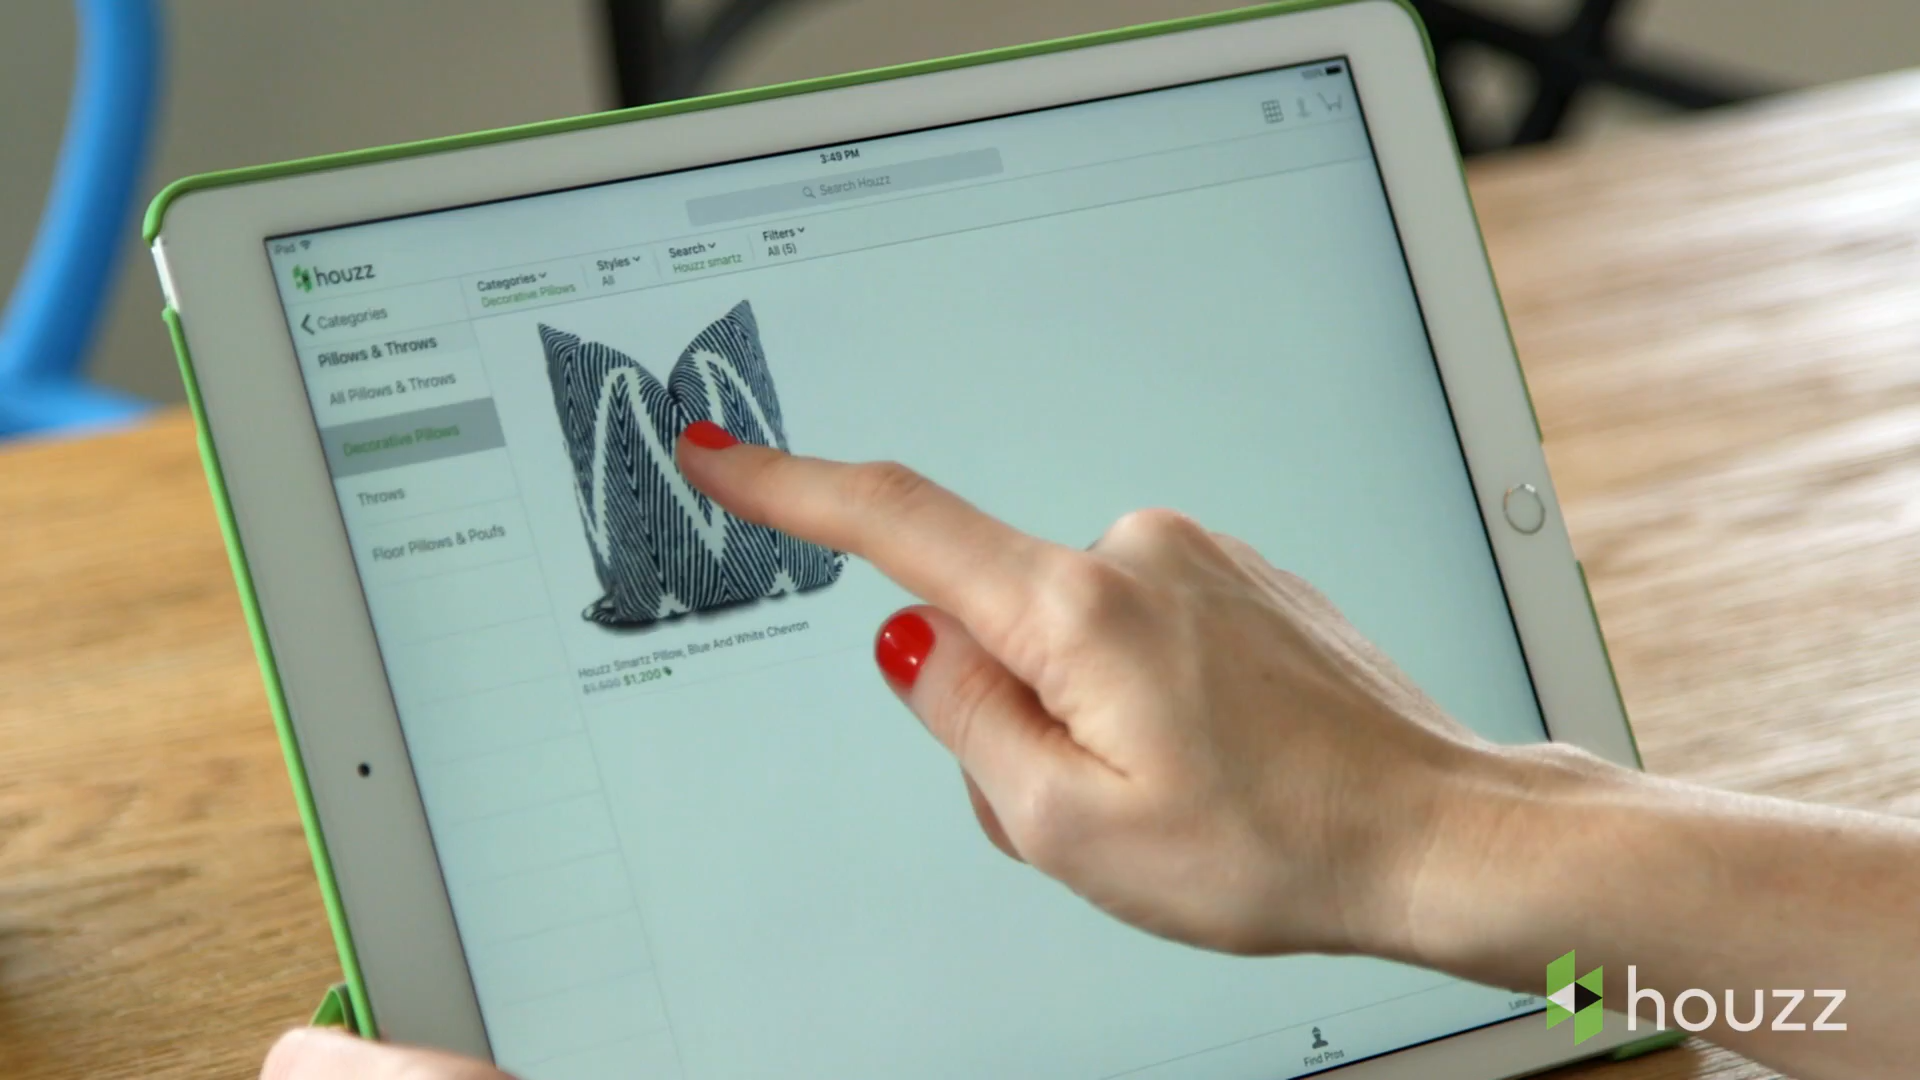 3:49 PM
iPad
Search Houzz
houzz
Categories
Decorative Pillows
Styles
All
Search
Houzz smartz
Filters
All (5)
Categories
Pillows & Throws
All Pillows & Throws
Decorative Pillows
Throws
Floor Pillows & Poufs
Houzz Smartz Pillow, Blue And White Chevron
$1,500 $1,200
Find Pros
Latest
houzz